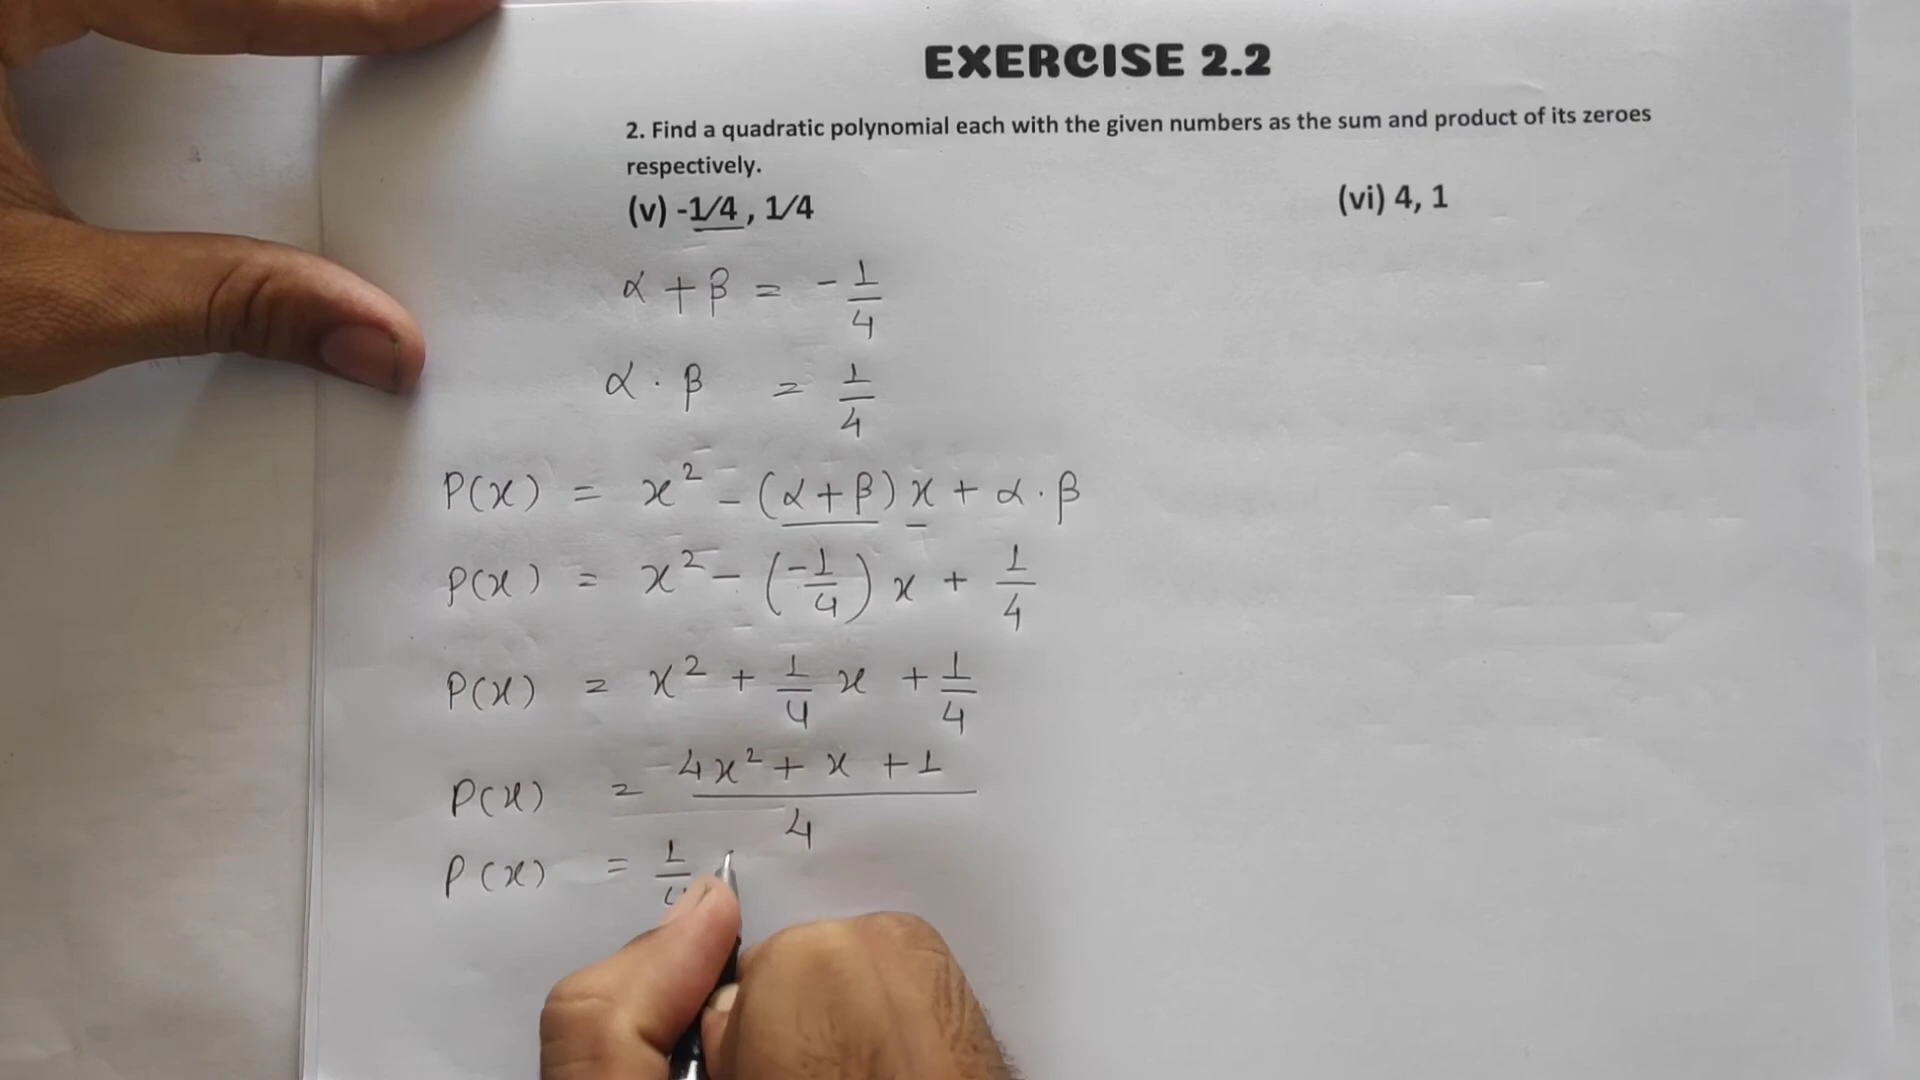 EXERCISE 2.2
2. Find a quadratic polynomial each with the given numbers as the sum and product of its zeroes
respectively.
(v) -1/4 , 1/4
(vi) 4, 1
α + β = - 1/4
α . β = 1/4
P(x) = x² - (α + β) x + α . β
P(x) = x² - (-1/4) x + 1/4
P(x) = x² + 1/4 x + 1/4
P(x) = 4x² + x + 1 / 4
P(x) = 1/4